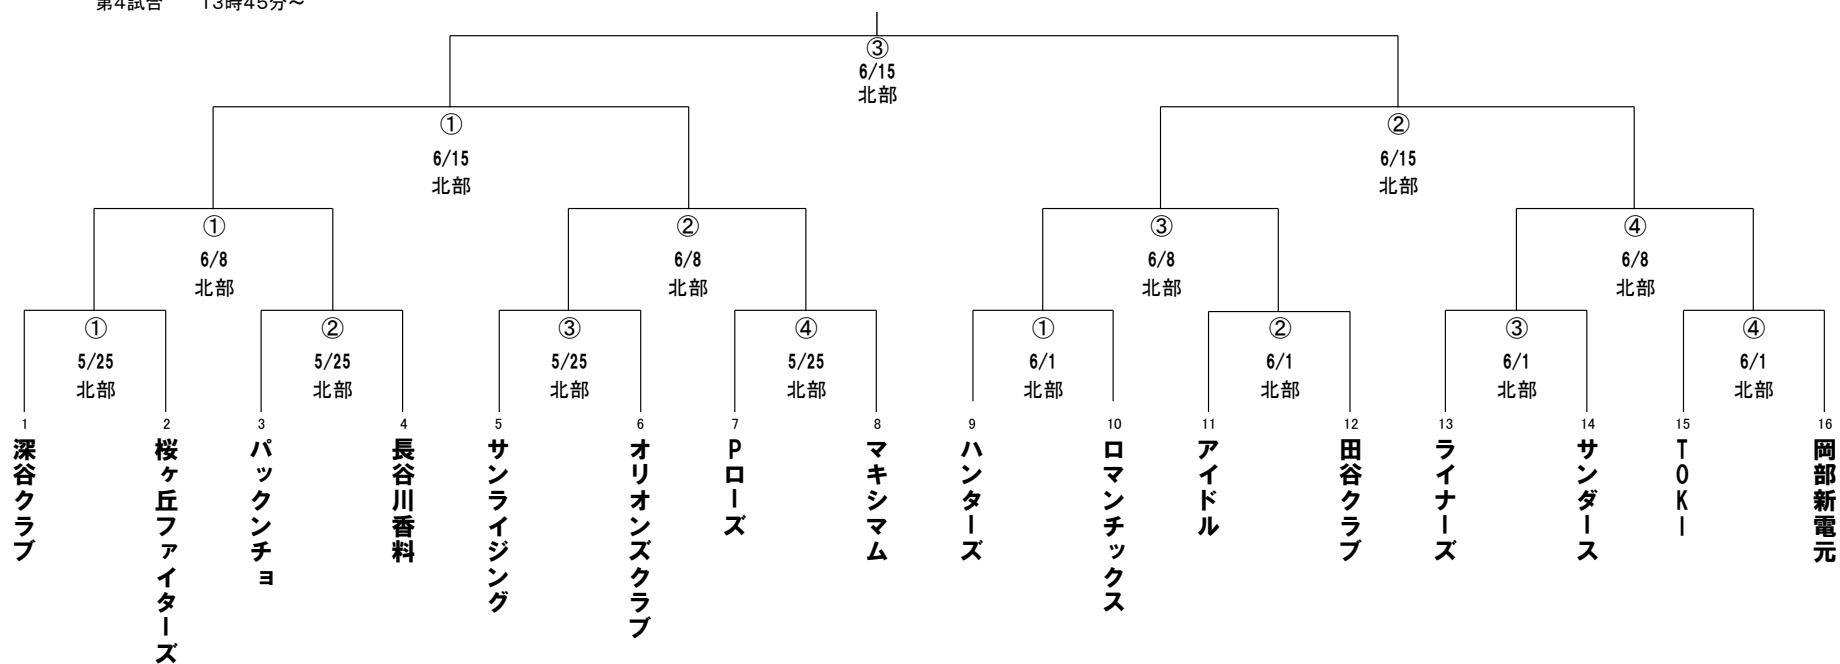 第4試合 13時45分～
③
6/15
北部
①
6/15
北部
②
6/15
北部
①
6/8
北部
②
6/8
北部
③
6/8
北部
④
6/8
北部
①
5/25
北部
②
5/25
北部
③
5/25
北部
④
5/25
北部
①
6/1
北部
②
6/1
北部
③
6/1
北部
④
6/1
北部
1
深谷クラブ
2
桜ヶ丘ファイターズ
3
パックンチョ
4
長谷川香料
5
サンライジング
6
オリオンズクラブ
7
Pローズ
8
マキシマム
9
ハンターズ
10
ロマンチックス
11
アイドル
12
田谷クラブ
13
ライナーズ
14
サンダース
15
TOKI
16
岡部新電元